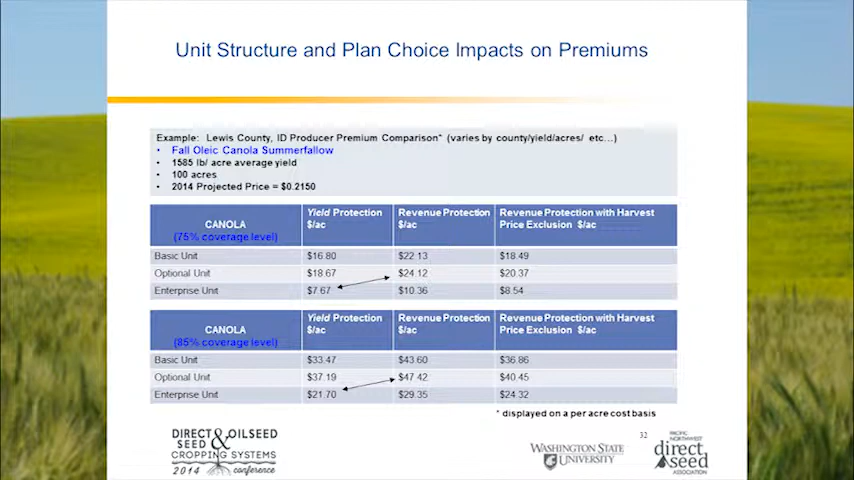 Unit Structure and Plan Choice Impacts on Premiums
Example: Lewis County, ID Producer Premium Comparison* (varies by county/yield/acres/ etc...)
• Fall Oleic Canola Summerfallow
• 1585 lb/ acre average yield
• 100 acres
• 2014 Projected Price = $0.2150
CANOLA (75% coverage level) Yield Protection $/ac Revenue Protection $/ac Revenue Protection with Harvest Price Exclusion $/ac
Basic Unit $16.80 $22.13 $18.49
Optional Unit $18.67 $24.12 $20.37
Enterprise Unit $7.67 $10.36 $8.54
CANOLA (85% coverage level) Yield Protection $/ac Revenue Protection $/ac Revenue Protection with Harvest Price Exclusion $/ac
Basic Unit $33.47 $43.60 $36.86
Optional Unit $37.19 $47.42 $40.45
Enterprise Unit $21.70 $29.35 $24.32
* displayed on a per acre cost basis
32
DIRECT & OILSEED
SEED
CROPPING SYSTEMS
2014 conference
WASHINGTON STATE
UNIVERSITY
PACIFIC
NORTHWEST
direct
seed
ASSOCIATION